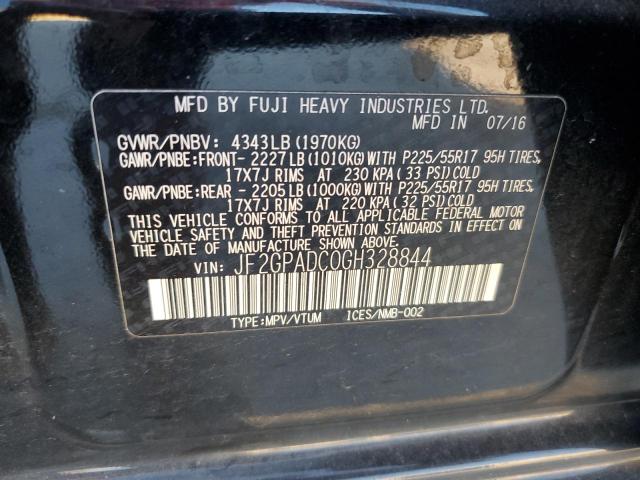 MFD BY FUJI HEAVY INDUSTRIES LTD.
MFD IN 07/16
GVWR/PNBV: 4343LB(1970KG)
GAWR/PNBE:FRONT- 2227LB(1010KG)WITH P225/55R17 95H TIRES,
17X7J RIMS AT 230 KPA(33 PSI)COLD
GAWR/PNBE:REAR - 2205LB(1000KG)WITH P225/55R17 95H TIRES,
17X7J RIMS AT 220 KPA(32 PSI)COLD
THIS VEHICLE CONFORMS TO ALL APPLICABLE FEDERAL MOTOR
VEHICLE SAFETY AND THEFT PREVENTION STANDARDS IN EFFECT ON
THE DATE OF MANUFACTURE SHOWN ABOVE.
VIN: JF2GPADC0GH328844
TYPE:MPV/VTUM ICES/NMB-002